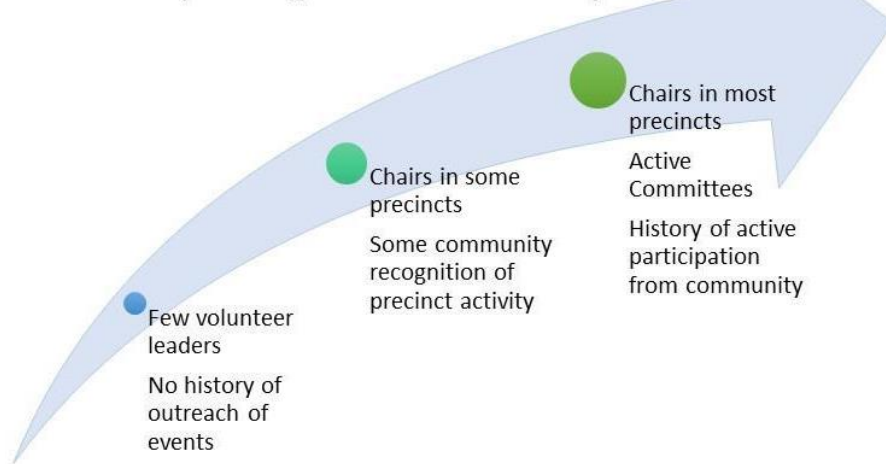 Few volunteer
leaders
No history of
outreach of
events
Chairs in some
precincts
Some community
recognition of
precinct activity
Chairs in most
precincts
Active
Committees
History of active
participation
from community